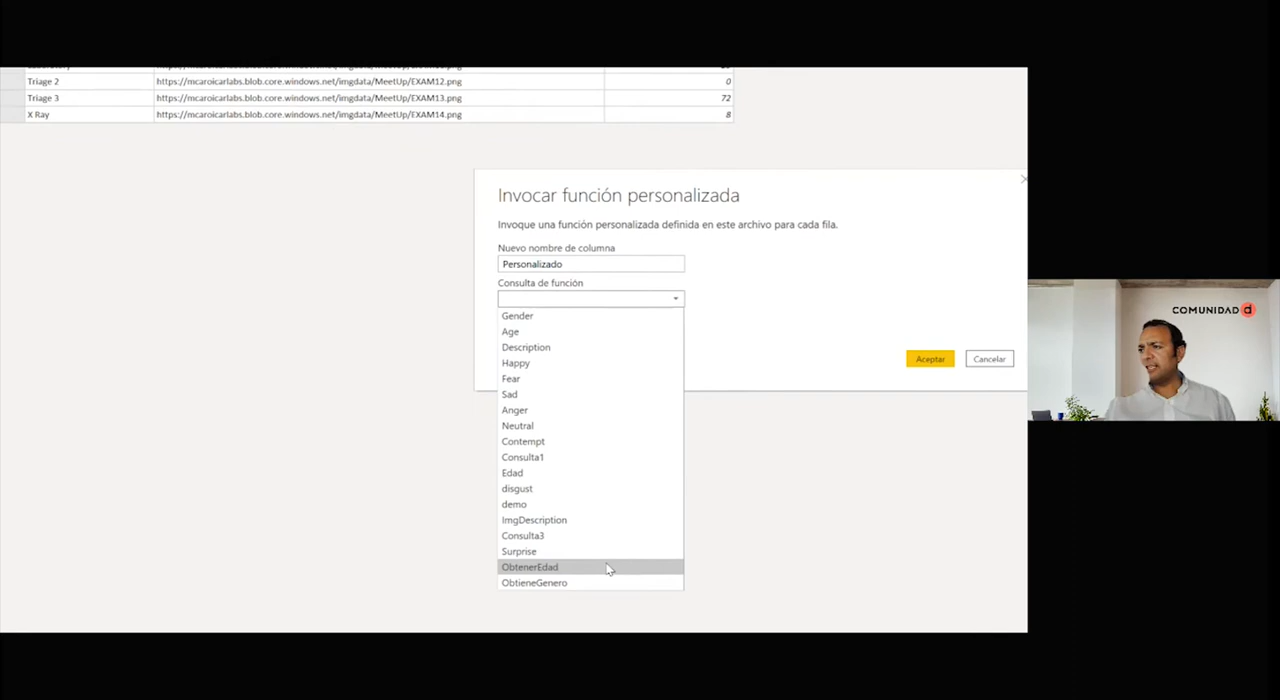 Triage 2 https://mcaroicarlabs.blob.core.windows.net/imgdata/MeetUp/EXAM12.png 0
Triage 3 https://mcaroicarlabs.blob.core.windows.net/imgdata/MeetUp/EXAM13.png 72
X Ray https://mcaroicarlabs.blob.core.windows.net/imgdata/MeetUp/EXAM14.png 8
Invocar función personalizada
Invoque una función personalizada definida en este archivo para cada fila.
Nuevo nombre de columna
Personalizado
Consulta de función
Gender
Age
Description
Happy
Fear
Sad
Anger
Neutral
Contempt
Consulta1
Edad
disgust
demo
ImgDescription
Consulta3
Surprise
ObtenerEdad
ObtieneGenero
Aceptar Cancelar
COMUNIDAD d